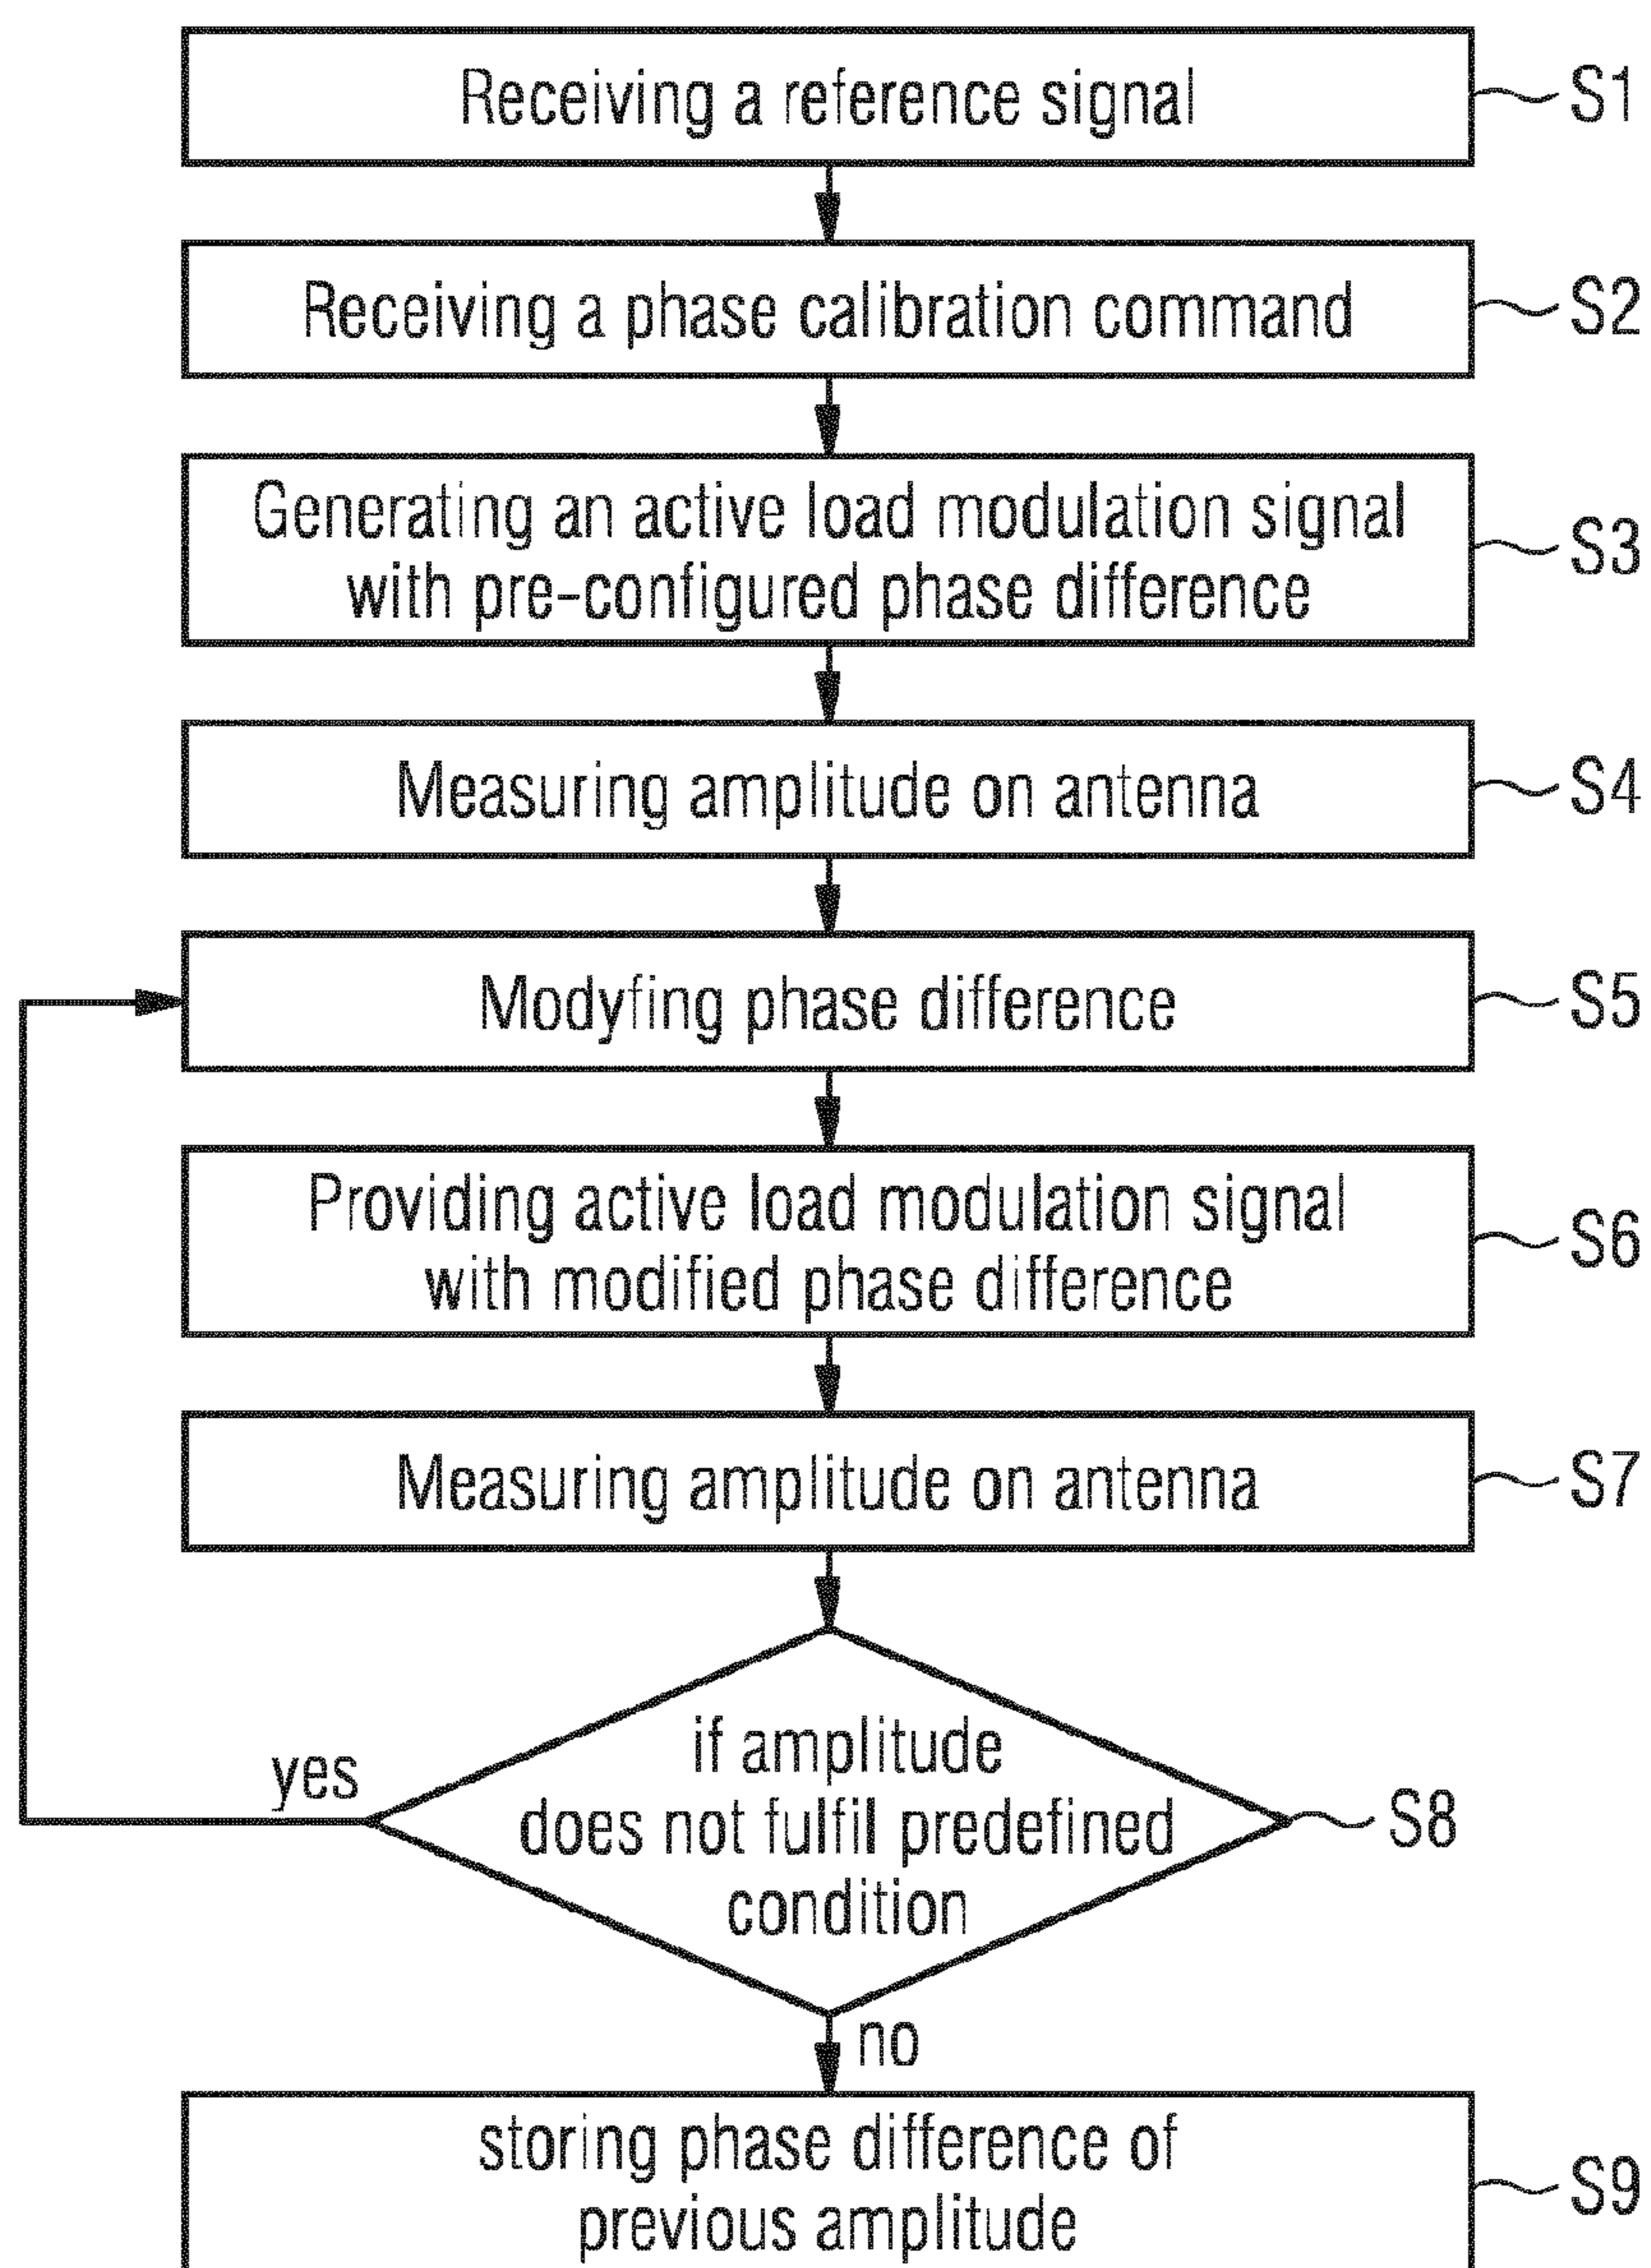 Receiving a reference signal
S1
Receiving a phase calibration command
S2
Generating an active load modulation signal
with pre-configured phase difference
S3
Measuring amplitude on antenna
S4
Modyfing phase difference
S5
Providing active load modulation signal
with modified phase difference
S6
Measuring amplitude on antenna
S7
if amplitude
does not fulfil predefined
condition
S8
yes
no
storing phase difference of
previous amplitude
S9